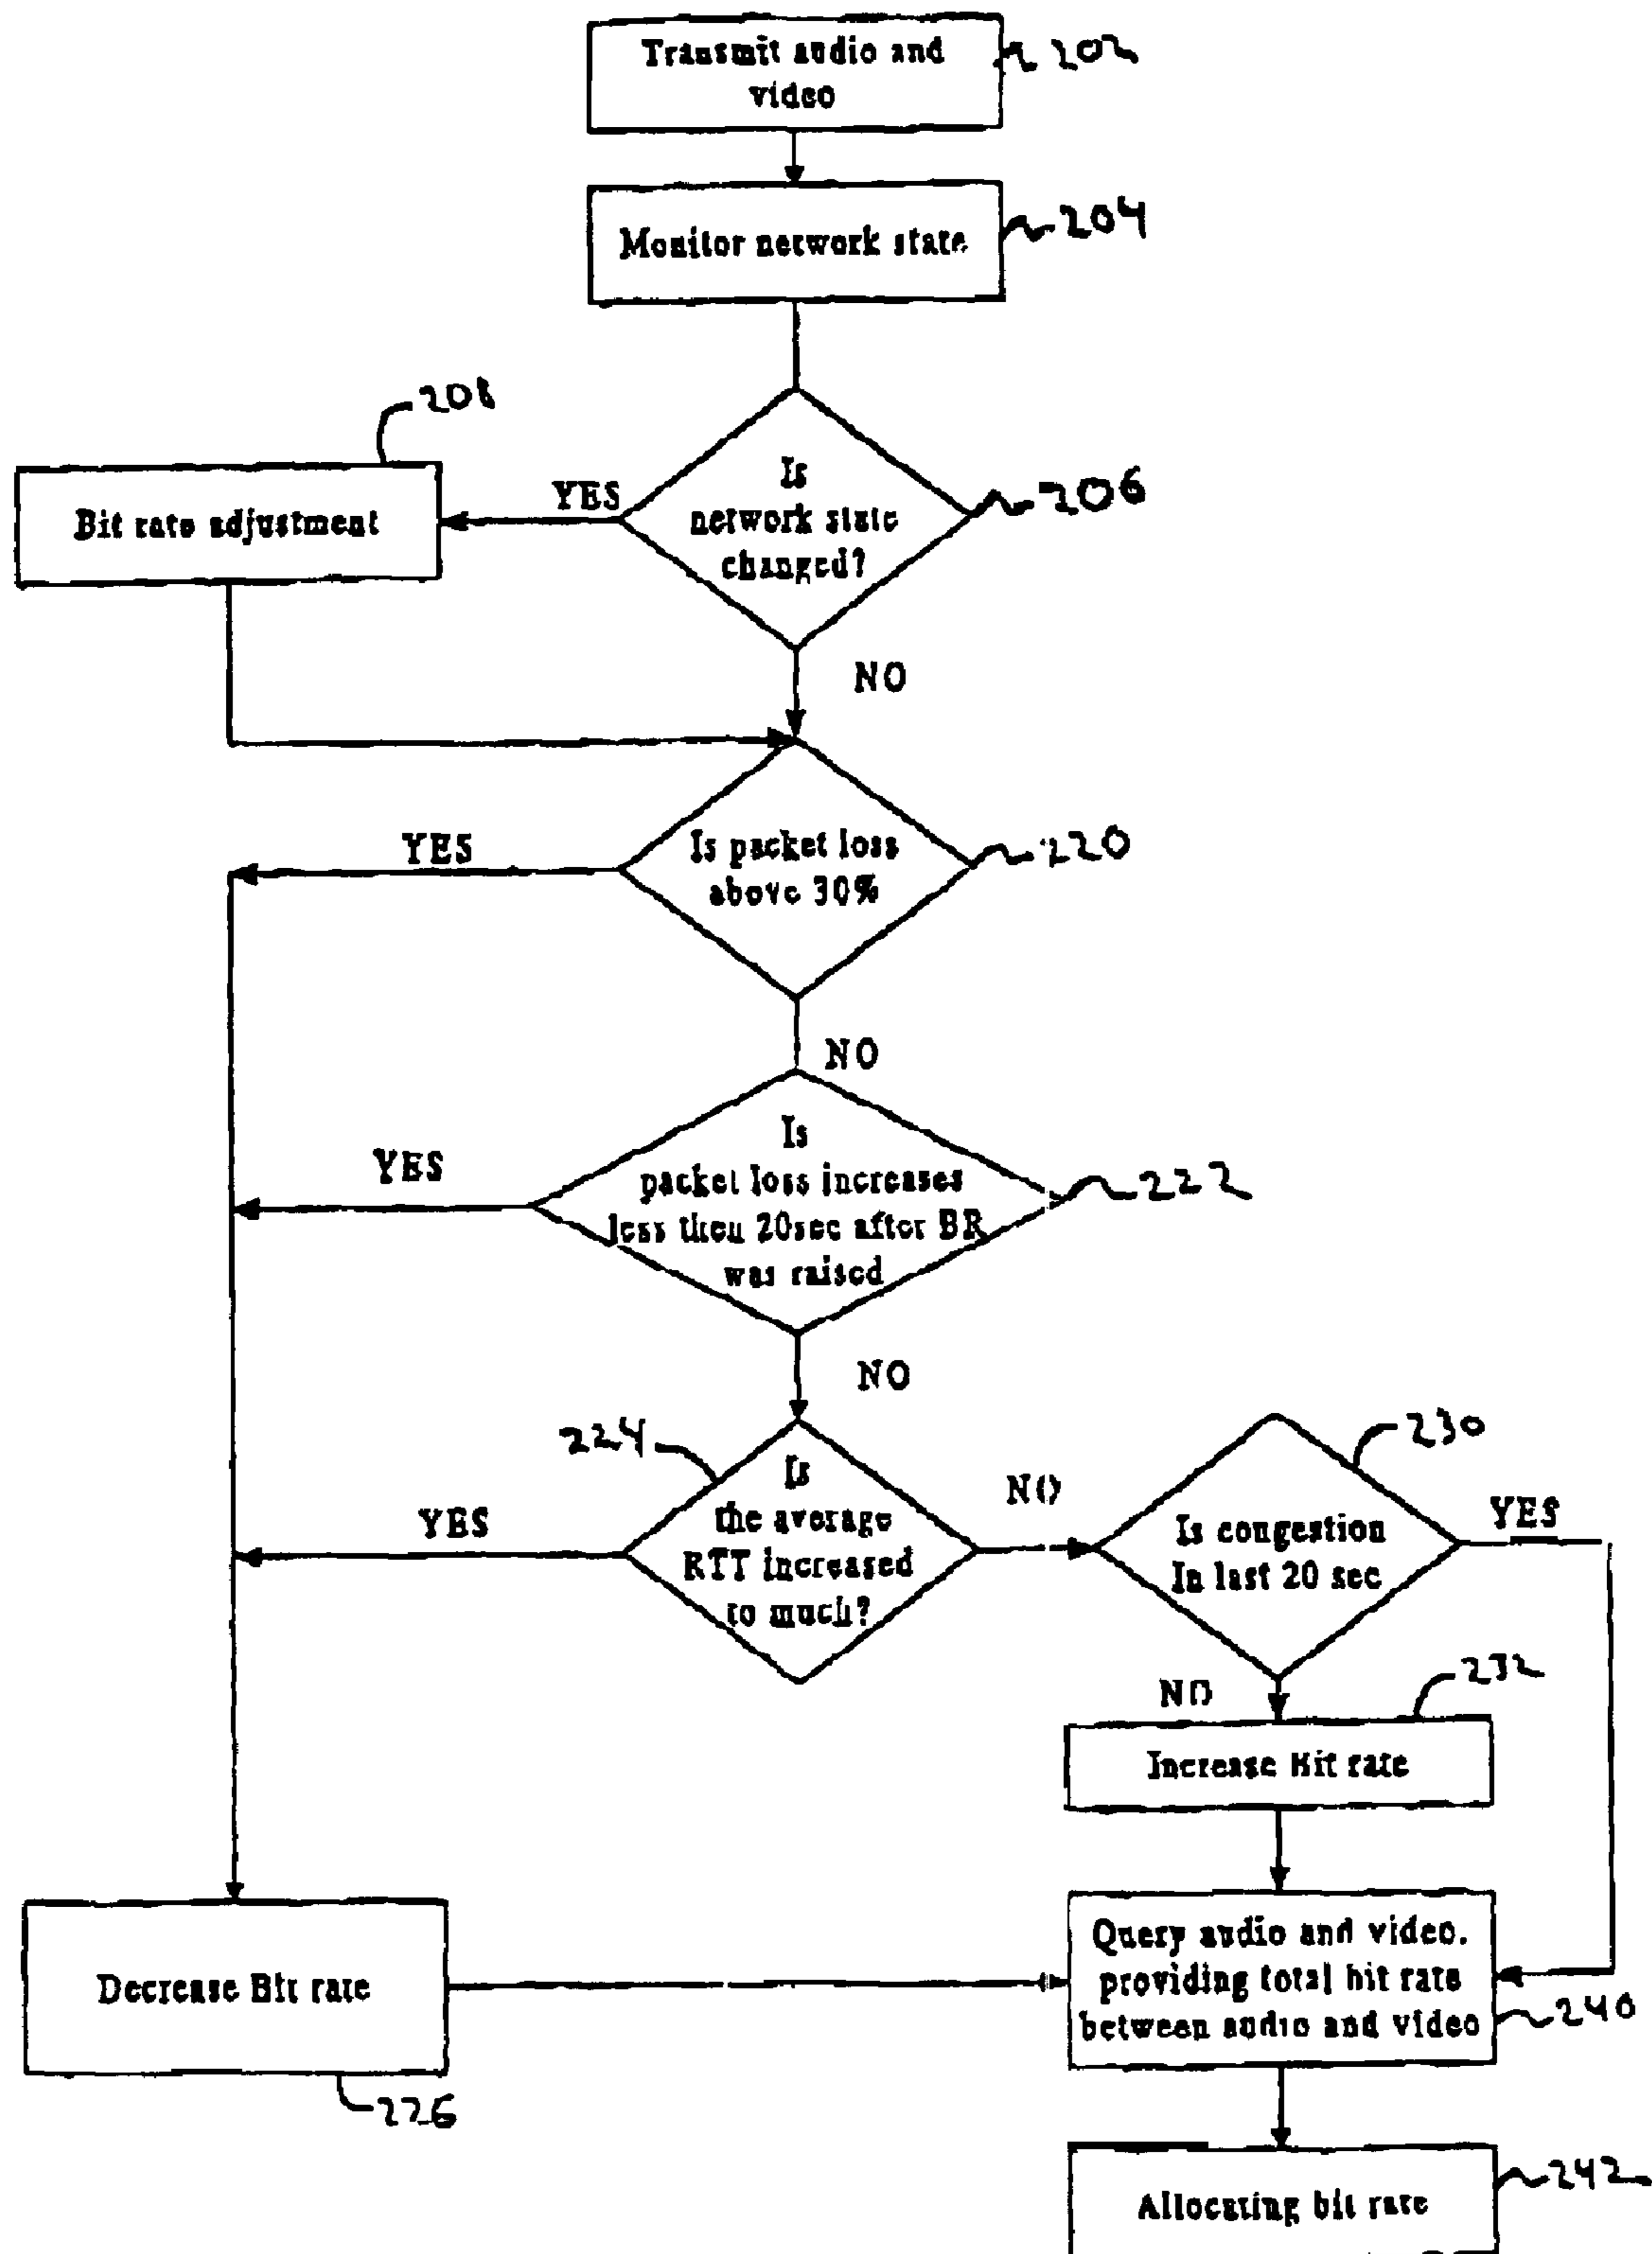 Transmit audio and
video
202
Monitor network state
204
208
Is
network state
changed?
206
YES
Bit rate adjustment
NO
Is packet loss
above 30%
220
YES
NO
Is
packet loss increases
less then 20sec after BR
was raised
222
YES
NO
224
Is
the average
RTT increased
to much?
YES
NO
230
Is congestion
In last 20 sec
YES
NO
232
Increase Bit rate
Decrease Bit rate
226
Query audio and video.
providing total bit rate
between audio and video
240
Allocating bit rate
242